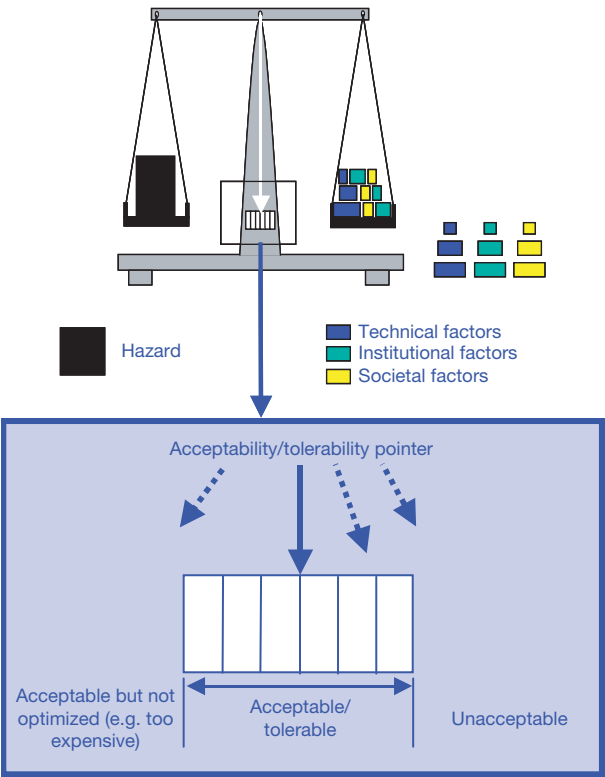 Hazard
Technical factors
Institutional factors
Societal factors
Acceptability/tolerability pointer
Acceptable but not
optimized (e.g. too
expensive)
Acceptable/
tolerable
Unacceptable